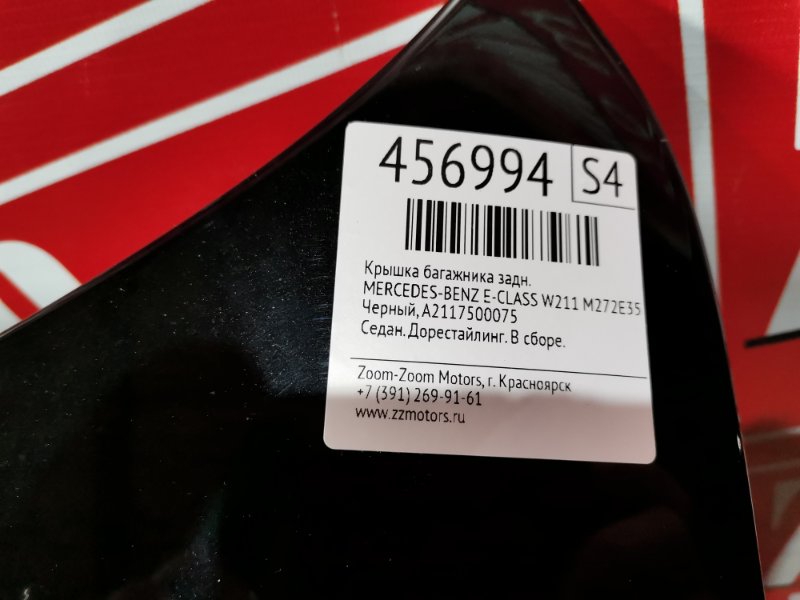 456994 S4
Крышка багажника задн.
MERCEDES-BENZ E-CLASS W211 M272E35
Черный, A2117500075
Седан. Дорестайлинг. В сборе.
Zoom-Zoom Motors, г. Красноярск
+7 (391) 269-91-61
www.zzmotors.ru